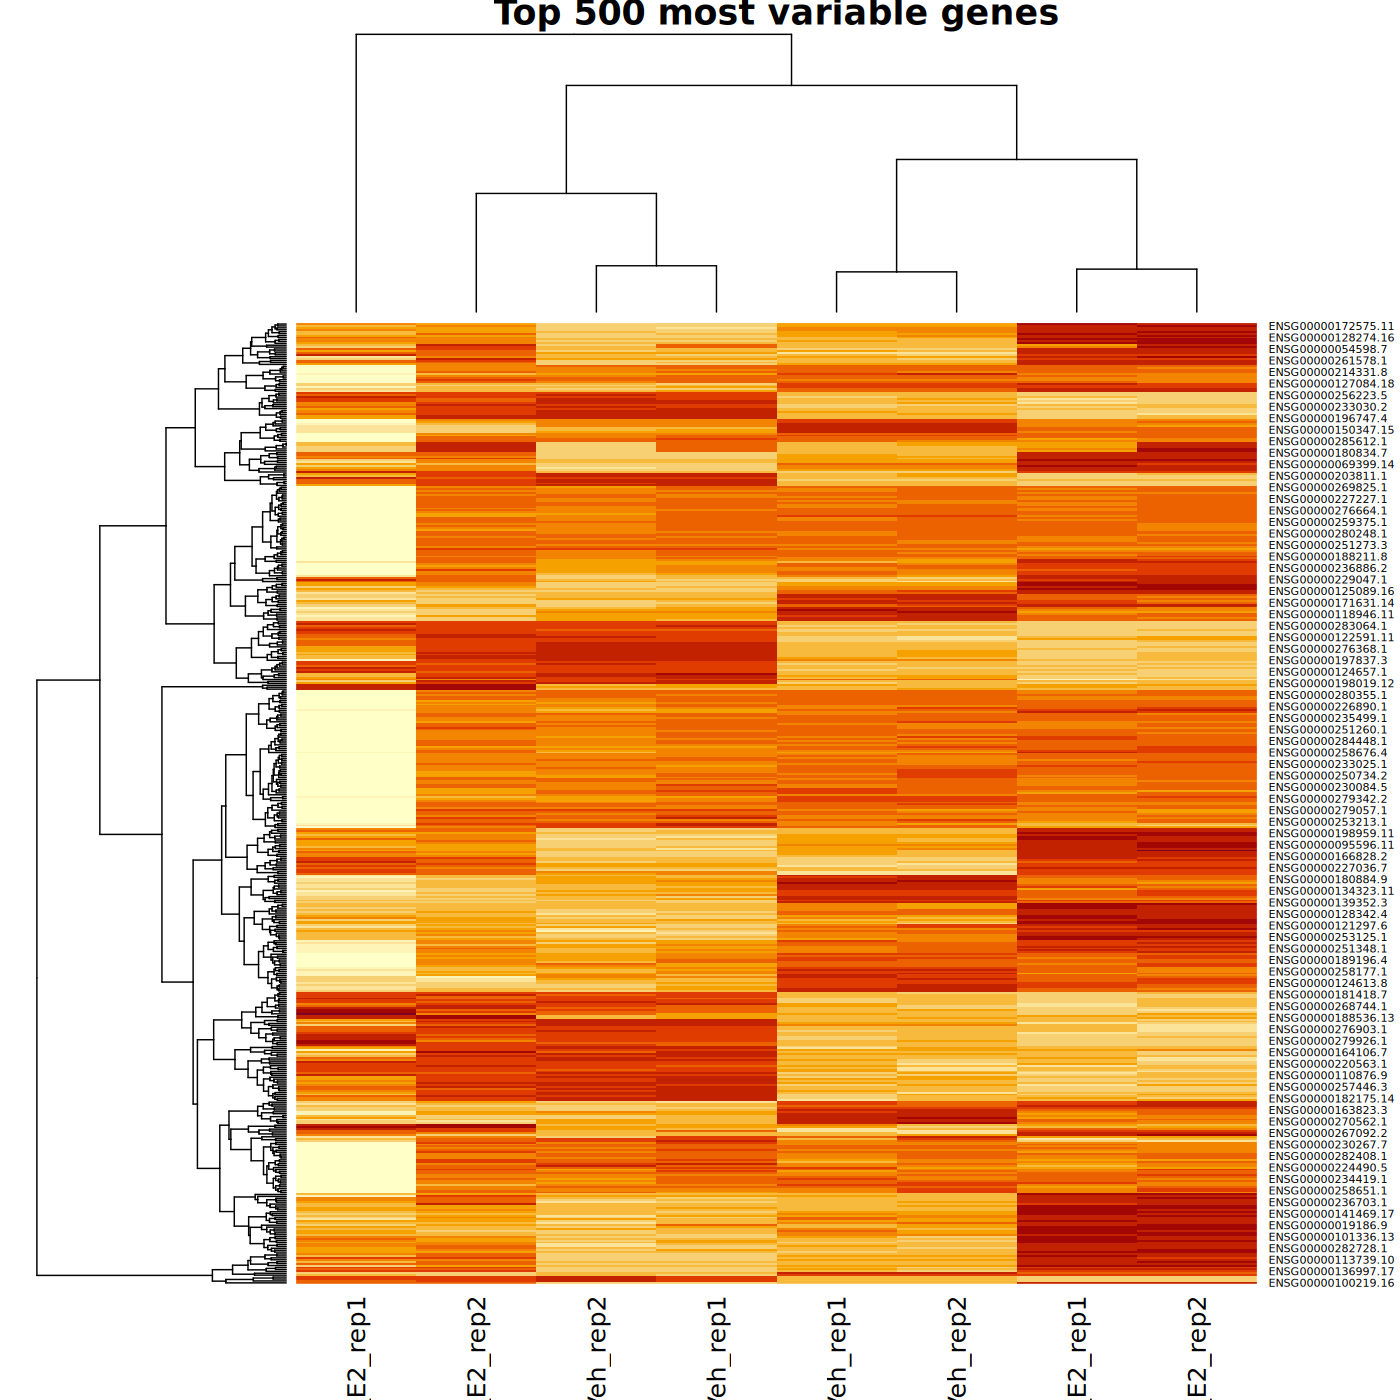 Top 500 most variable genes
ENSG00000172575.11
ENSG00000128274.16
ENSG00000054598.7
ENSG00000261578.1
ENSG00000214331.8
ENSG00000127084.18
ENSG00000256223.5
ENSG00000233030.2
ENSG00000196747.4
ENSG00000150347.15
ENSG00000285612.1
ENSG00000180834.7
ENSG00000069399.14
ENSG00000203811.1
ENSG00000269825.1
ENSG00000227227.1
ENSG00000276664.1
ENSG00000259375.1
ENSG00000280248.1
ENSG00000251273.3
ENSG00000188211.8
ENSG00000236886.2
ENSG00000229047.1
ENSG00000125089.16
ENSG00000171631.14
ENSG00000118946.11
ENSG00000283064.1
ENSG00000122591.11
ENSG00000276368.1
ENSG00000197837.3
ENSG00000124657.1
ENSG00000198019.12
ENSG00000280355.1
ENSG00000226890.1
ENSG00000235499.1
ENSG00000251260.1
ENSG00000284448.1
ENSG00000258676.4
ENSG00000233025.1
ENSG00000250734.2
ENSG00000230084.5
ENSG00000279342.2
ENSG00000279057.1
ENSG00000253213.1
ENSG00000198959.11
ENSG00000095596.11
ENSG00000166828.2
ENSG00000227036.7
ENSG00000180884.9
ENSG00000134323.11
ENSG00000139352.3
ENSG00000128342.4
ENSG00000121297.6
ENSG00000253125.1
ENSG00000251348.1
ENSG00000189196.4
ENSG00000258177.1
ENSG00000124613.8
ENSG00000181418.7
ENSG00000268744.1
ENSG00000188536.13
ENSG00000276903.1
ENSG00000279926.1
ENSG00000164106.7
ENSG00000220563.1
ENSG00000110876.9
ENSG00000257446.3
ENSG00000182175.14
ENSG00000163823.3
ENSG00000270562.1
ENSG00000267092.2
ENSG00000230267.7
ENSG00000282408.1
ENSG00000224490.5
ENSG00000234419.1
ENSG00000258651.1
ENSG00000236703.1
ENSG00000141469.17
ENSG00000019186.9
ENSG00000101336.13
ENSG00000282728.1
ENSG00000113739.10
ENSG00000136997.17
ENSG00000100219.16
E2_rep1
E2_rep2
Veh_rep2
Veh_rep1
Veh_rep1
Veh_rep2
E2_rep1
E2_rep2